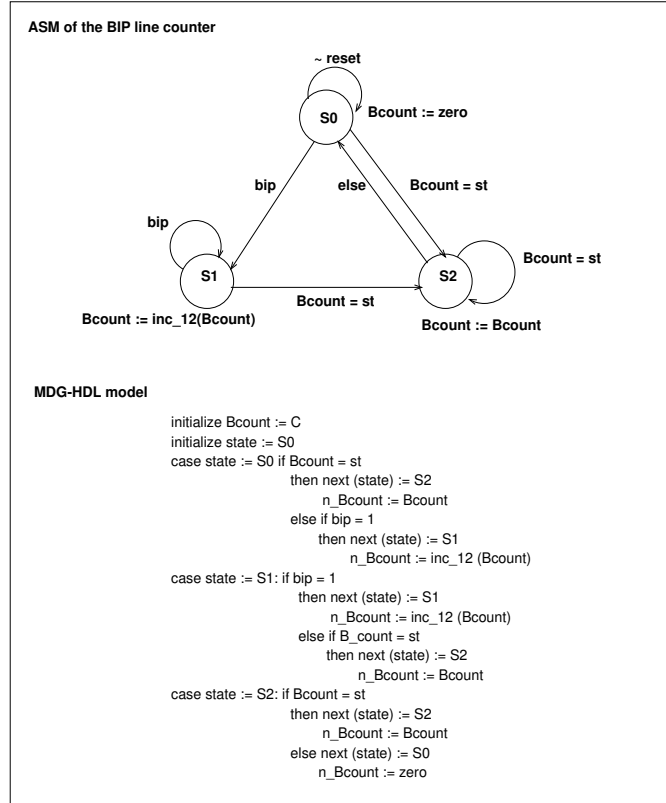 ASM of the BIP line counter
~ reset
S0
Bcount := zero
bip
else
Bcount = st
bip
S1
S2
Bcount = st
Bcount = st
Bcount := inc_12(Bcount)
Bcount := Bcount
MDG-HDL model
initialize Bcount := C
initialize state := S0
case state := S0 if Bcount = st
then next (state) := S2
n_Bcount := Bcount
else if bip = 1
then next (state) := S1
n_Bcount := inc_12 (Bcount)
case state := S1: if bip = 1
then next (state) := S1
n_Bcount := inc_12 (Bcount)
else if B_count = st
then next (state) := S2
n_Bcount := Bcount
case state := S2: if Bcount = st
then next (state) := S2
n_Bcount := Bcount
else next (state) := S0
n_Bcount := zero